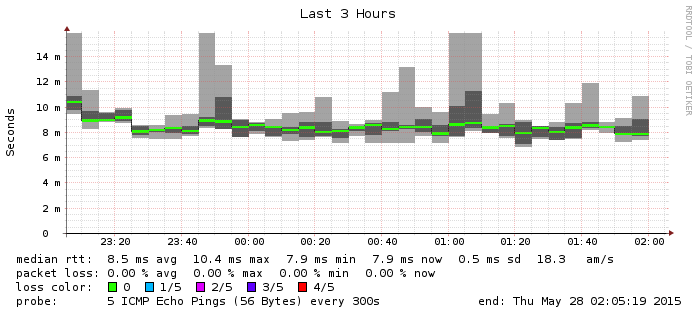 Last 3 Hours
RRDTOOL / TOBI OETIKER
Seconds
14 m
12 m
10 m
8 m
6 m
4 m
2 m
0
23:20 23:40 00:00 00:20 00:40 01:00 01:20 01:40 02:00
median rtt: 8.5 ms avg 10.4 ms max 7.9 ms min 7.9 ms now 0.5 ms sd 18.3 am/s
packet loss: 0.00 % avg 0.00 % max 0.00 % min 0.00 % now
loss color: 0 1/5 2/5 3/5 4/5
probe: 5 ICMP Echo Pings (56 Bytes) every 300s end: Thu May 28 02:05:19 2015